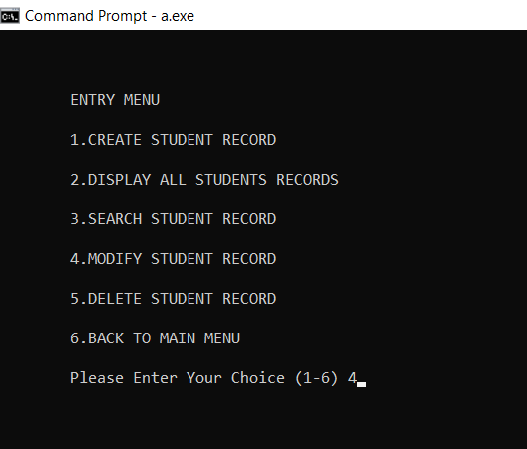 Command Prompt - a.exe
ENTRY MENU
1.CREATE STUDENT RECORD
2.DISPLAY ALL STUDENTS RECORDS
3.SEARCH STUDENT RECORD
4.MODIFY STUDENT RECORD
5.DELETE STUDENT RECORD
6.BACK TO MAIN MENU
Please Enter Your Choice (1-6) 4